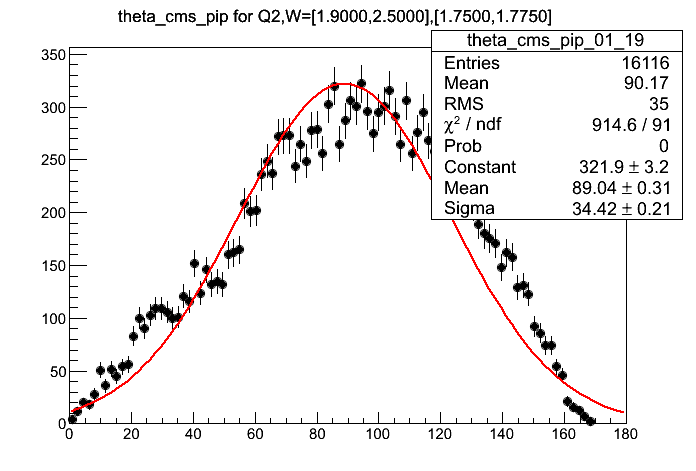 theta_cms_pip for Q2,W=[1.9000,2.5000],[1.7500,1.7750]
theta_cms_pip_01_19
Entries 16116
Mean 90.17
RMS 35
χ² / ndf 914.6 / 91
Prob 0
Constant 321.9 ± 3.2
Mean 89.04 ± 0.31
Sigma 34.42 ± 0.21
350
300
250
200
150
100
50
0
0 20 40 60 80 100 120 140 160 180